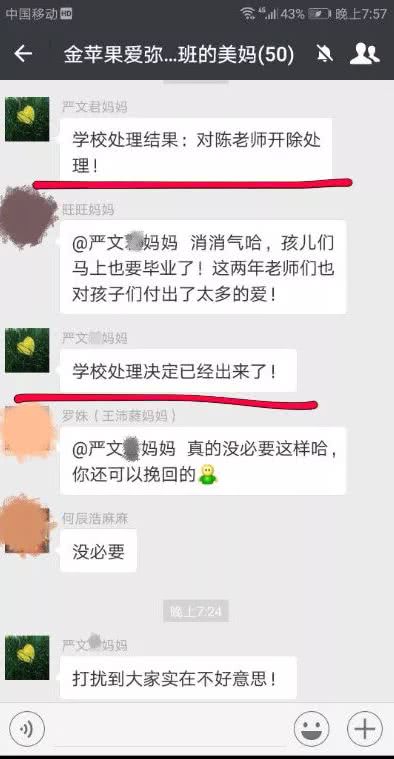 中国移动 HD 4G 43% 晚上7:57
金苹果爱弥...班的美妈(50)
严文君妈妈
学校处理结果：对陈老师开除处
理！
旺旺妈妈
@严文 妈妈 消消气哈，孩儿们
马上也要毕业了！这两年老师们也
对孩子们付出了太多的爱！
严文 妈妈
学校处理决定已经出来了！
罗姝（王沛蕤妈妈）
@严文 妈妈 真的没必要这样哈，
你还可以挽回的
何辰浩麻麻
没必要
晚上7:24
严文 妈妈
打扰到大家实在不好意思！